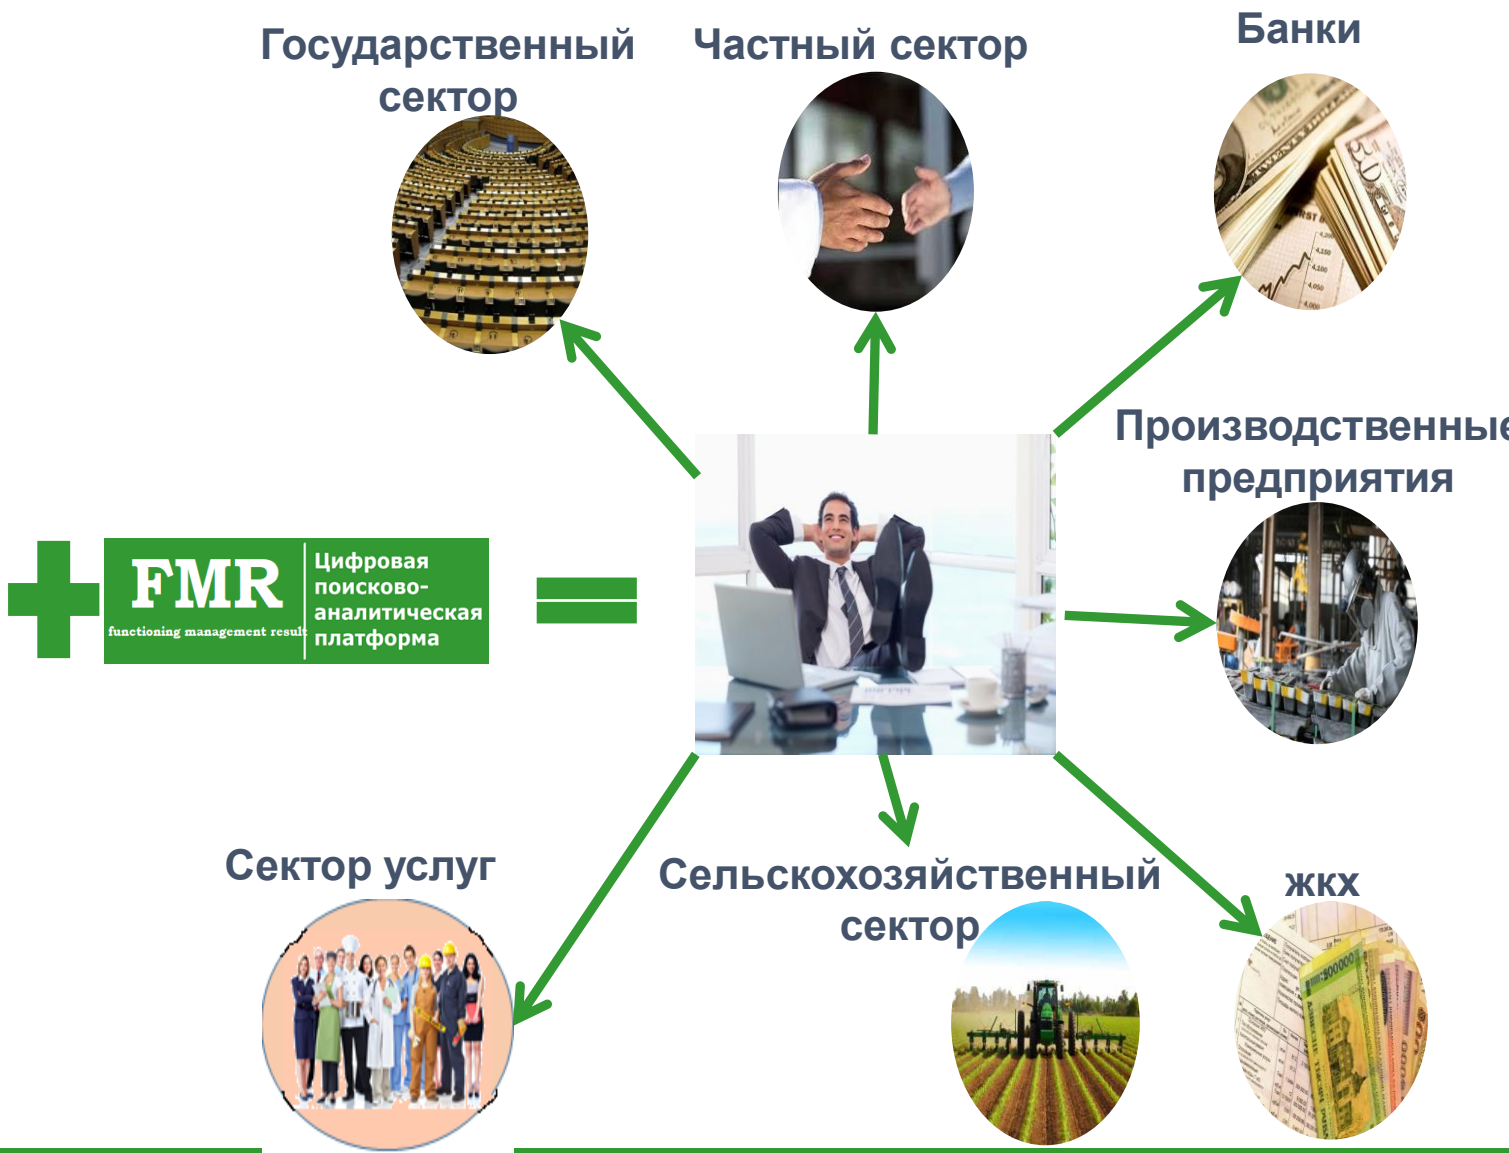 Государственный
сектор
Частный сектор
Банки
Производственные
предприятия
FMR
functioning management result
Цифровая
поисково-
аналитическая
платформа
Сектор услуг
Сельскохозяйственный
сектор
жкх